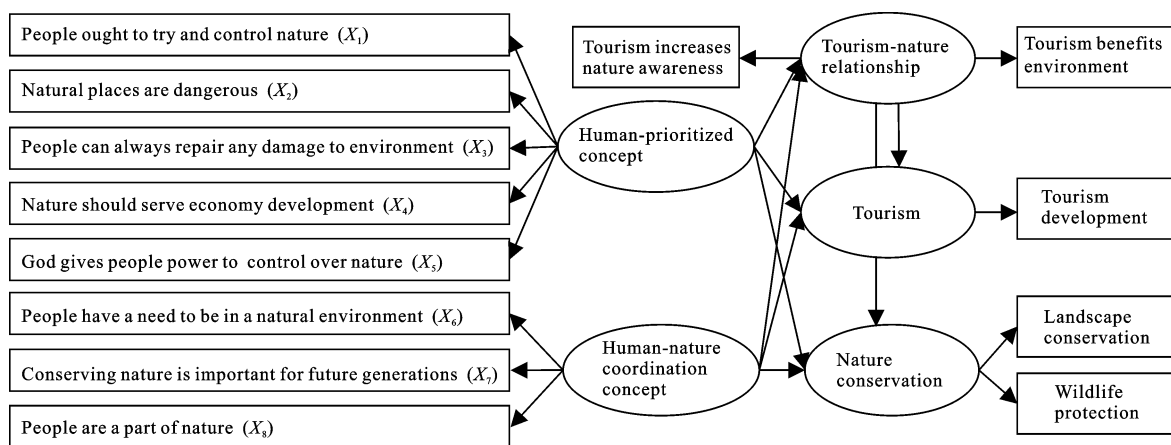 People ought to try and control nature (X1)
Natural places are dangerous (X2)
People can always repair any damage to environment (X3)
Nature should serve economy development (X4)
God gives people power to control over nature (X5)
People have a need to be in a natural environment (X6)
Conserving nature is important for future generations (X7)
People are a part of nature (X8)
Human-prioritized
concept
Human-nature
coordination
concept
Tourism increases
nature awareness
Tourism-nature
relationship
Tourism
Nature
conservation
Tourism benefits
environment
Tourism
development
Landscape
conservation
Wildlife
protection